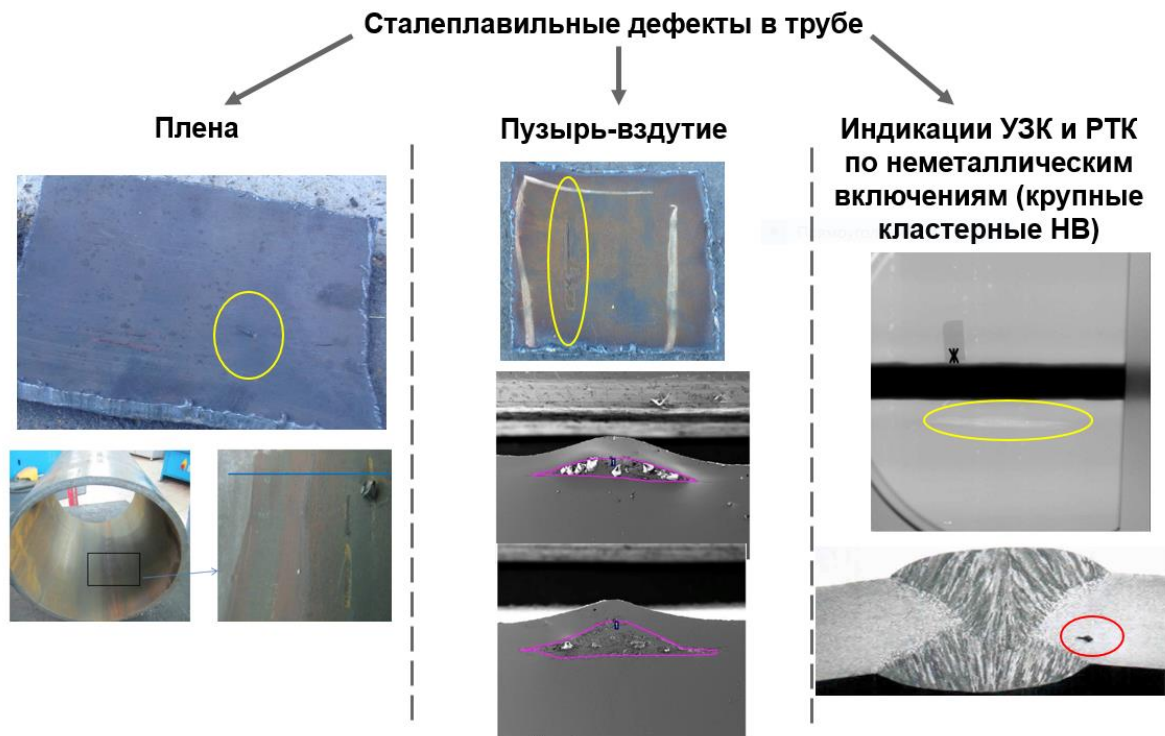 Сталеплавильные дефекты в трубе
Плена
Пузырь-вздутие
Индикации УЗК и РТК
по неметаллическим
включениям (крупные
кластерные НВ)